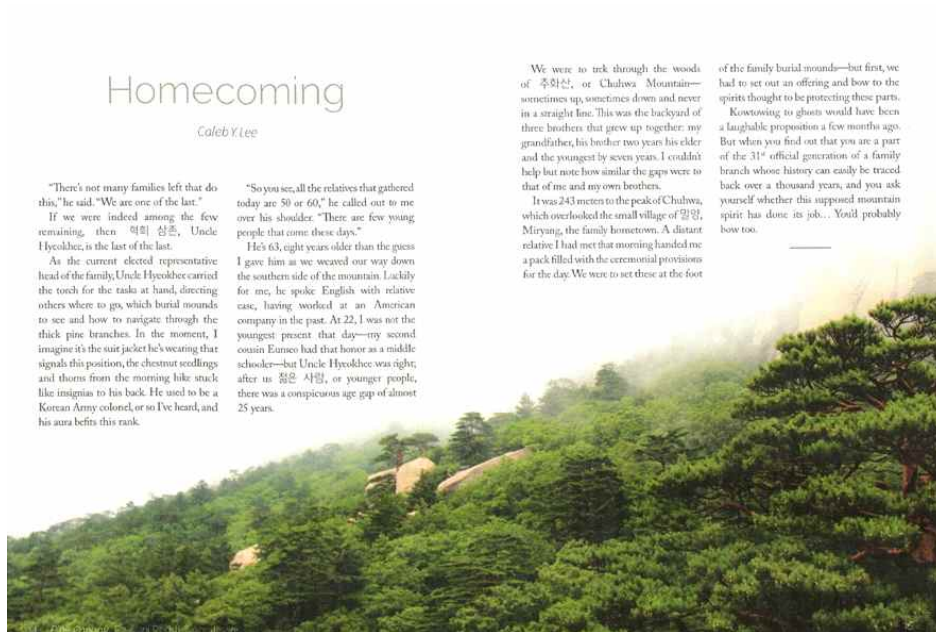 Homecoming
Caleb Y. Lee
“There’s not many families left that do
this,” he said. “We are one of the last.”
If we were indeed among the few
remaining, then 혁희 삼촌, Uncle
Hyeokhee, is the last of the last.
As the current elected representative
head of the family, Uncle Hyeokhee carried
the torch for the tasks at hand, directing
others where to go, which burial mounds
to see and how to navigate through the
thick pine branches. In the moment, I
imagine it’s the suit jacket he’s wearing that
signals this position, the chestnut seedlings
and thorns from the morning hike stuck
like insignias to his back. He used to be a
Korean Army colonel, or so I’ve heard, and
his aura befits this rank.
“So you see, all the relatives that gathered
today are 50 or 60,” he called out to me
over his shoulder. “There are few young
people that come these days.”
He’s 63, eight years older than the guess
I gave him as we weaved our way down
the southern side of the mountain. Luckily
for me, he spoke English with relative
ease, having worked at an American
company in the past. At 22, I was not the
youngest present that day—my second
cousin Eunseo had that honor as a middle
schooler—but Uncle Hyeokhee was right;
after us 젊은 사람, or younger people,
there was a conspicuous age gap of almost
25 years.
We were to trek through the woods
of 추화산, or Chuhwa Mountain—
sometimes up, sometimes down and never
in a straight line. This was the backyard of
three brothers that grew up together: my
grandfather, his brother two years his elder
and the youngest by seven years. I couldn’t
help but note how similar the gaps were to
that of me and my own brothers.
It was 243 meters to the peak of Chuhwa,
which overlooked the small village of 밀양,
Miryang, the family hometown. A distant
relative I had met that morning handed me
a pack filled with the ceremonial provisions
for the day. We were to set these at the foot
of the family burial mounds—but first, we
had to set out an offering and bow to the
spirits thought to be protecting these parts.
Kowtowing to ghosts would have been
a laughable proposition a few months ago.
But when you find out that you are a part
of the 31st official generation of a family
branch whose history can easily be traced
back over a thousand years, and you ask
yourself whether this supposed mountain
spirit has done its job… You’d probably
bow too.